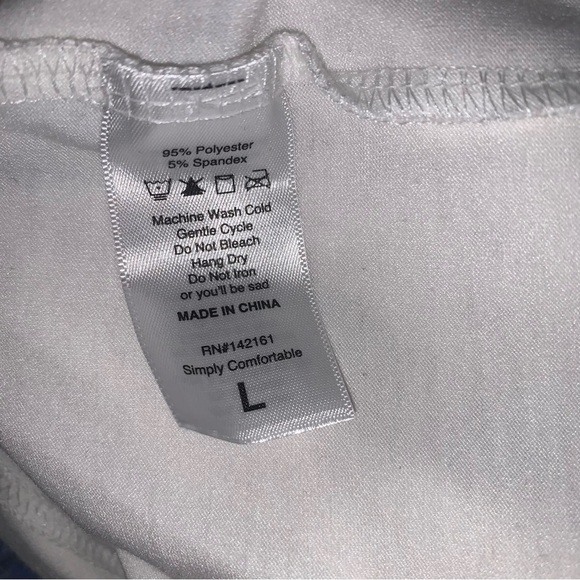 95% Polyester
5% Spandex
Machine Wash Cold
Gentle Cycle
Do Not Bleach
Hang Dry
Do Not Iron
or you'll be sad
MADE IN CHINA
RN#142161
Simply Comfortable
L